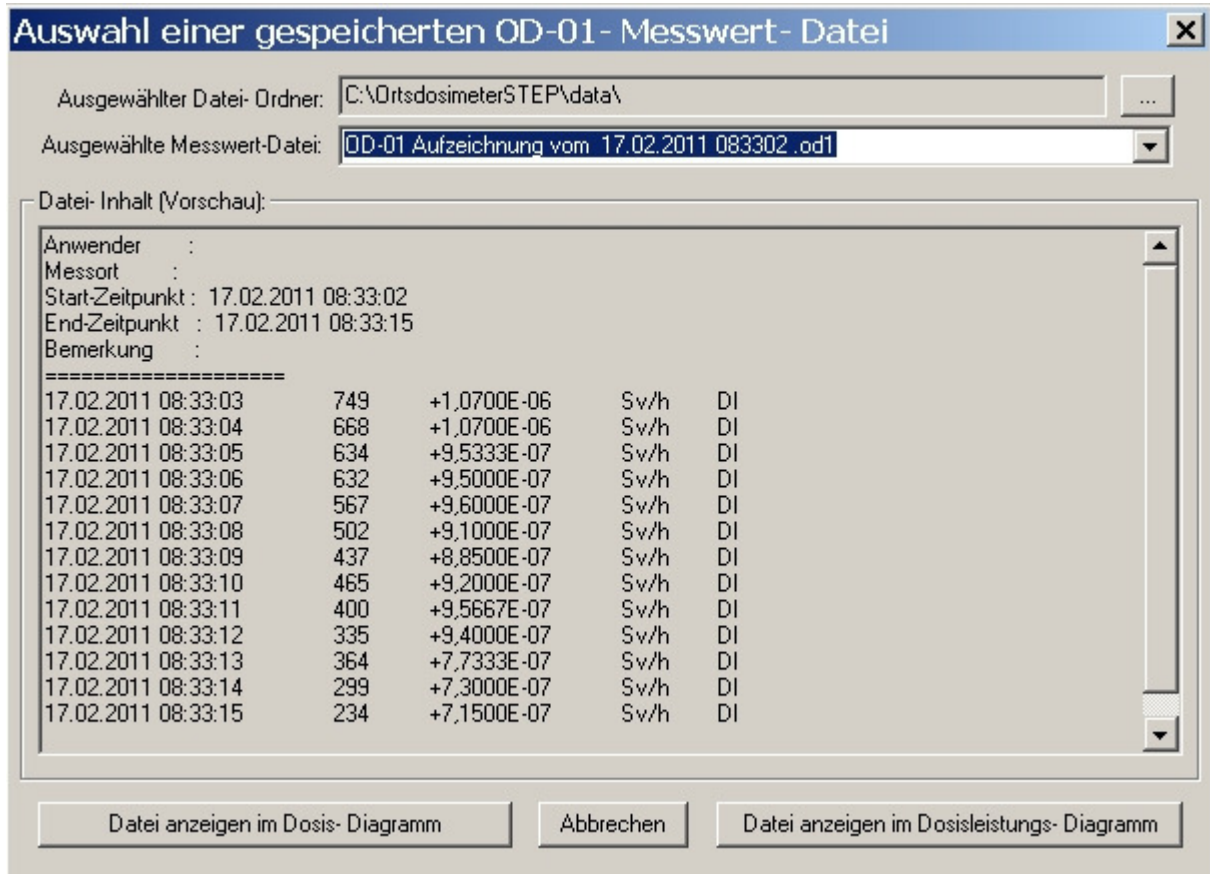 Auswahl einer gespeicherten OD-01- Messwert- Datei
Ausgewählter Datei- Ordner: C:\OrtsdosimeterSTEP\data\ ...
Ausgewählte Messwert-Datei: OD-01 Aufzeichnung vom 17.02.2011 083302 .od1
Datei- Inhalt (Vorschau):
Anwender :
Messort :
Start-Zeitpunkt : 17.02.2011 08:33:02
End-Zeitpunkt : 17.02.2011 08:33:15
Bemerkung :
====================
17.02.2011 08:33:03 749 +1,0700E-06 Sv/h DI
17.02.2011 08:33:04 668 +1,0700E-06 Sv/h DI
17.02.2011 08:33:05 634 +9,5333E-07 Sv/h DI
17.02.2011 08:33:06 632 +9,5000E-07 Sv/h DI
17.02.2011 08:33:07 567 +9,6000E-07 Sv/h DI
17.02.2011 08:33:08 502 +9,1000E-07 Sv/h DI
17.02.2011 08:33:09 437 +8,8500E-07 Sv/h DI
17.02.2011 08:33:10 465 +9,2000E-07 Sv/h DI
17.02.2011 08:33:11 400 +9,5667E-07 Sv/h DI
17.02.2011 08:33:12 335 +9,4000E-07 Sv/h DI
17.02.2011 08:33:13 364 +7,7333E-07 Sv/h DI
17.02.2011 08:33:14 299 +7,3000E-07 Sv/h DI
17.02.2011 08:33:15 234 +7,1500E-07 Sv/h DI
Datei anzeigen im Dosis- Diagramm Abbrechen Datei anzeigen im Dosisleistungs- Diagramm